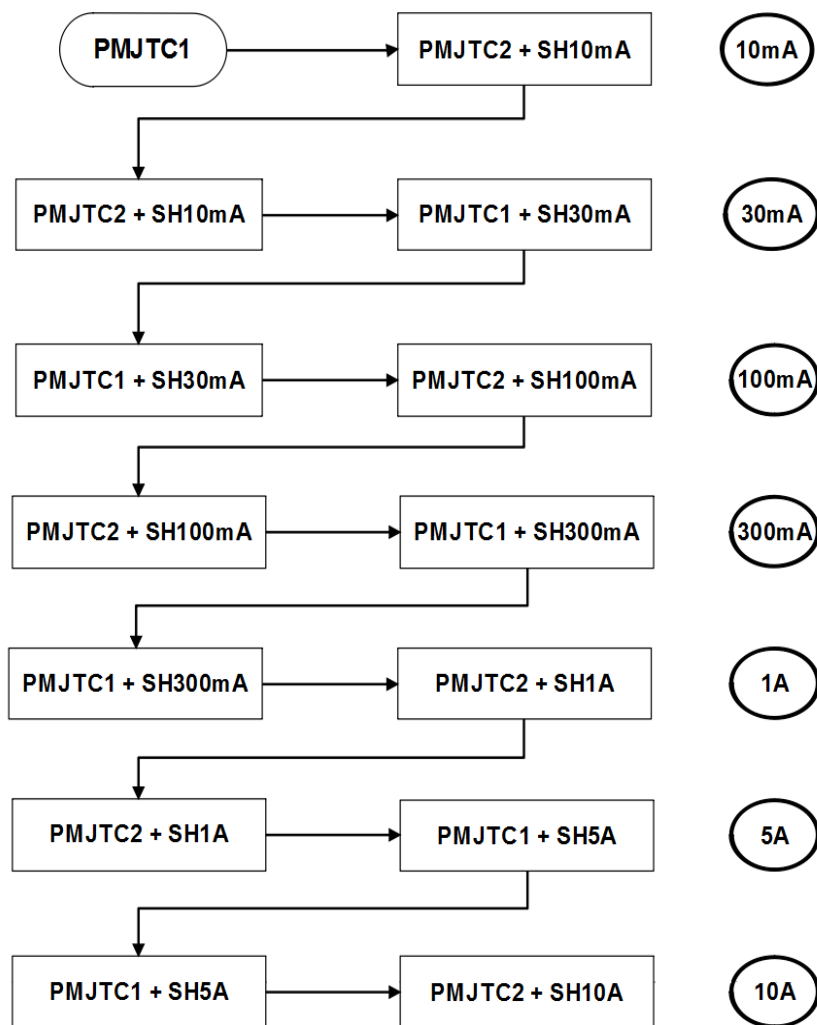 PMJTC1
PMJTC2 + SH10mA
10mA
PMJTC2 + SH10mA
PMJTC1 + SH30mA
30mA
PMJTC1 + SH30mA
PMJTC2 + SH100mA
100mA
PMJTC2 + SH100mA
PMJTC1 + SH300mA
300mA
PMJTC1 + SH300mA
PMJTC2 + SH1A
1A
PMJTC2 + SH1A
PMJTC1 + SH5A
5A
PMJTC1 + SH5A
PMJTC2 + SH10A
10A